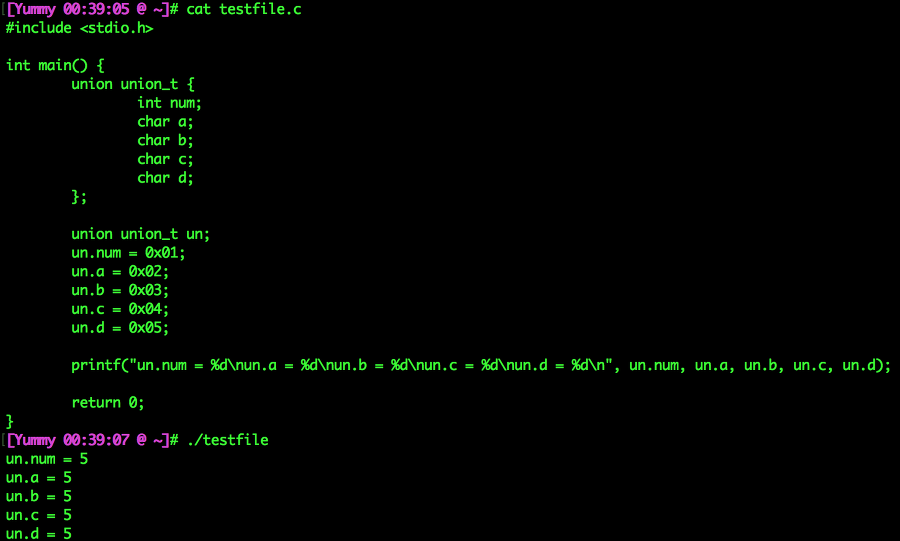 [Yummy 00:39:05 @ ~]# cat testfile.c
#include <stdio.h>
int main() {
union union_t {
int num;
char a;
char b;
char c;
char d;
};
union union_t un;
un.num = 0x01;
un.a = 0x02;
un.b = 0x03;
un.c = 0x04;
un.d = 0x05;
printf("un.num = %d\nun.a = %d\nun.b = %d\nun.c = %d\nun.d = %d\n", un.num, un.a, un.b, un.c, un.d);
return 0;
}
[Yummy 00:39:07 @ ~]# ./testfile
un.num = 5
un.a = 5
un.b = 5
un.c = 5
un.d = 5